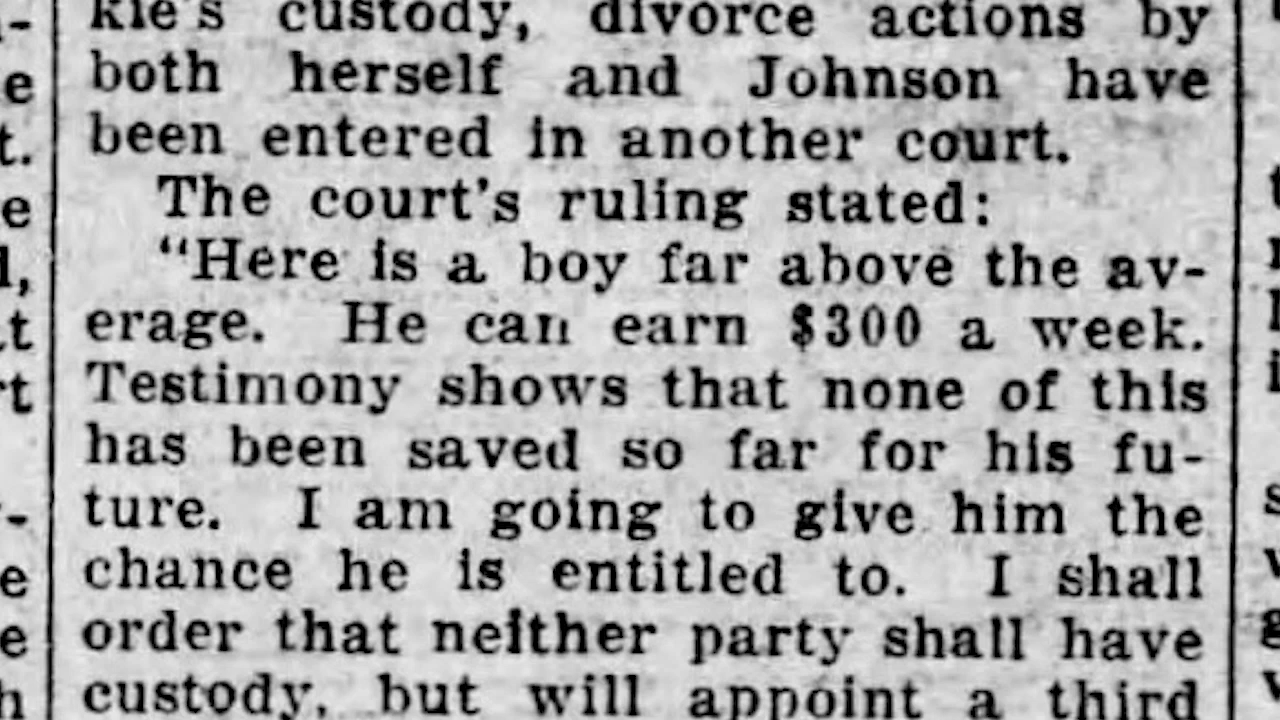 kie's custody, divorce actions by
both herself and Johnson have
been entered in another court.
The court's ruling stated:
"Here is a boy far above the av-
erage. He can earn $300 a week.
Testimony shows that none of this
has been saved so far for his fu-
ture. I am going to give him the
chance he is entitled to. I shall
order that neither party shall have
custody, but will appoint a third